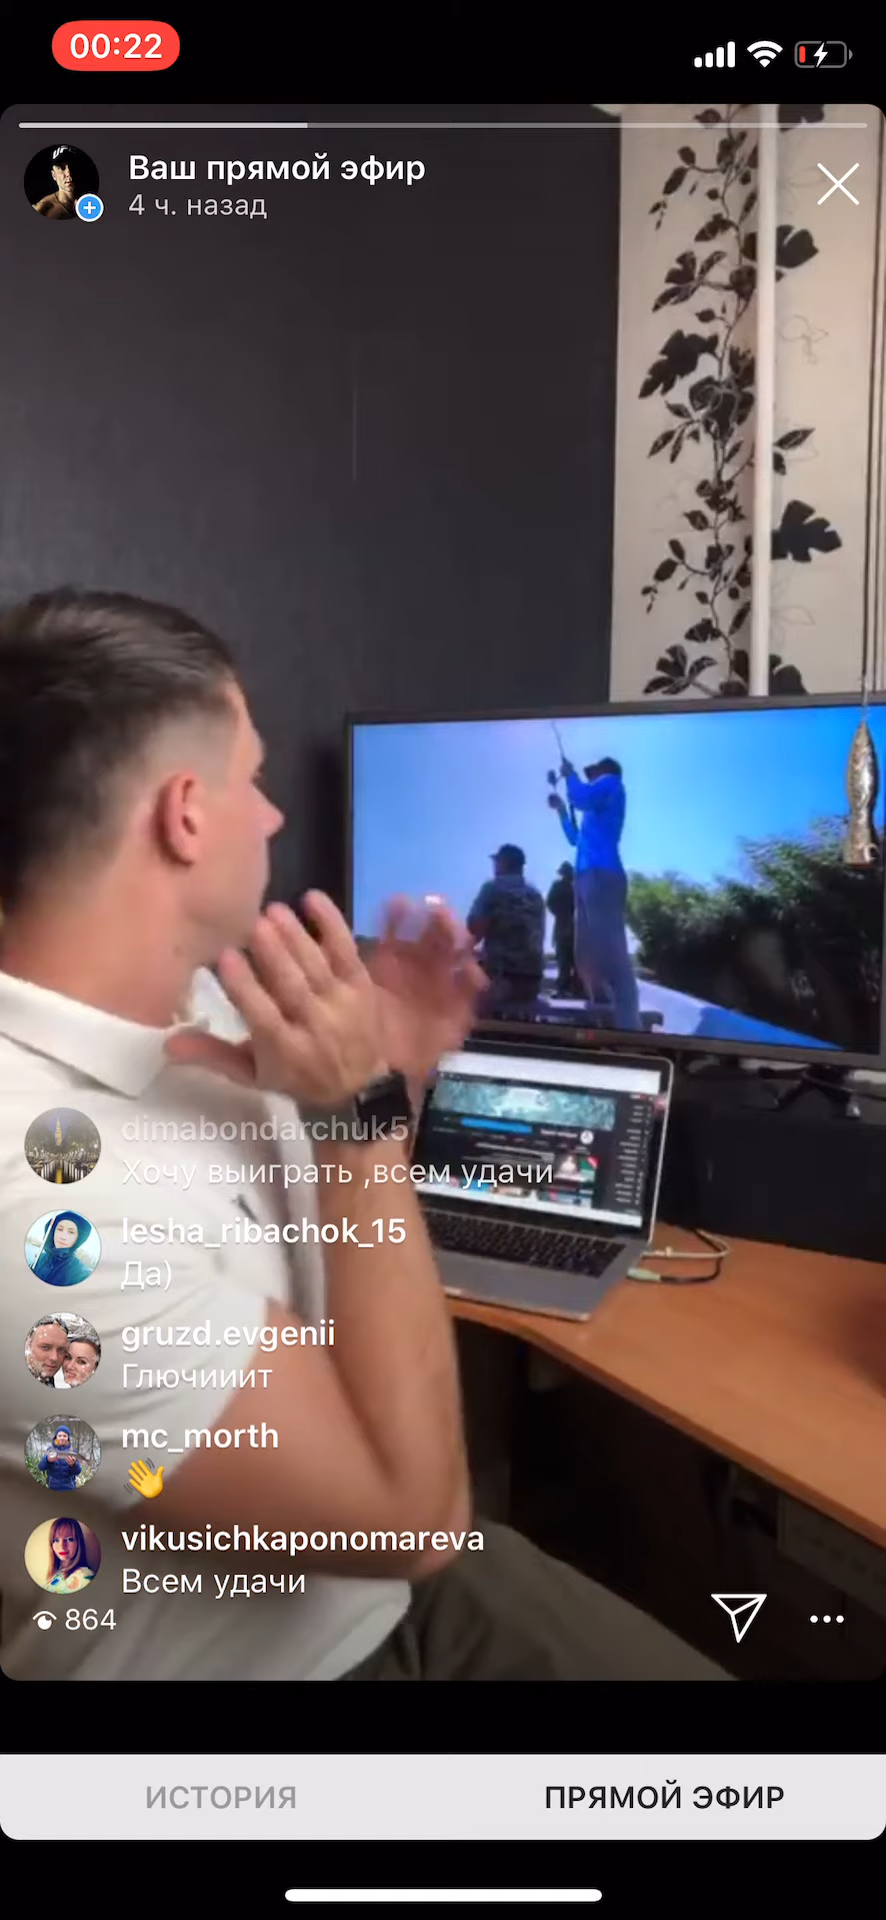 00:22
Ваш прямой эфир
4 ч. назад
dimabondarchuk5
Хочу выиграть ,всем удачи
lesha_ribachok_15
Да)
gruzd.evgenii
Глючииит
mc_morth
👋
vikusichkaponomareva
Всем удачи
864
ИСТОРИЯ
ПРЯМОЙ ЭФИР